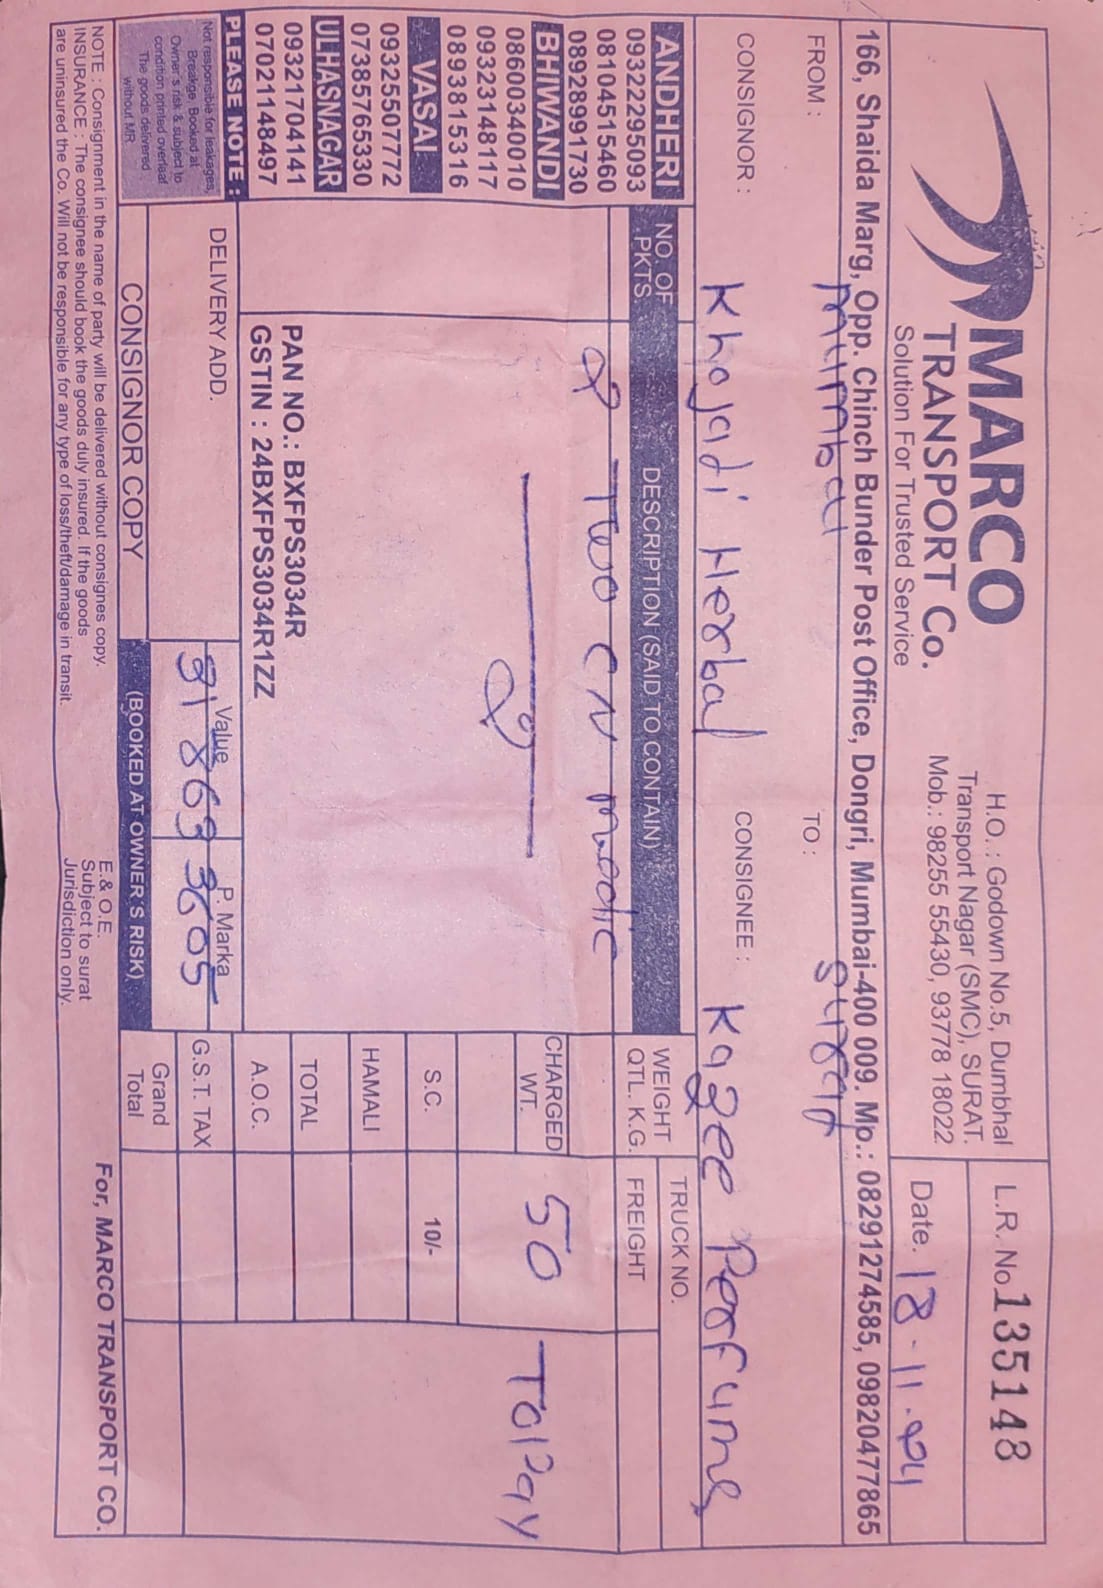 MARCO
TRANSPORT Co.
Solution For Trusted Service
H.O. : Godown No.5, Dumbhal
Transport Nagar (SMC), SURAT.
Mob.: 98255 55430, 93778 18022
L.R. No. 135148
Date. 18-11.24
166, Shaida Marg, Opp. Chinch Bunder Post Office, Dongri, Mumbai-400 009. Mo.: 08291274585, 09820477865
FROM : mumbai TO : surat
CONSIGNOR : Khojadi Herbal CONSIGNEE : Kazee Perfumes
ANDHERI
09322295093
08104515460
08928991730
BHIWANDI
08600340010
09323148117
08938155316
VASAI
09325507772
07385765330
ULHASNAGAR
09321704141
07021148497
PLEASE NOTE :
Not responsible for leakages,
Breakge, Booked at
Owner's risk & subject to
condition printed overleaf
The goods delivered
without MR
NO. OF PKTS. DESCRIPTION (SAID TO CONTAIN) WEIGHT QTL. K.G. TRUCK NO. FREIGHT
2 Two CN medic
2
CHARGED WT. 50 TOPay
S.C. 10/-
HAMALI
TOTAL
A.O.C.
G.S.T. TAX
Grand Total
PAN NO.: BXFPS3034R
GSTIN : 24BXFPS3034R1ZZ
DELIVERY ADD.
Value P. Marka
31869 3605
CONSIGNOR COPY (BOOKED AT OWNER'S RISK)
NOTE : Consignment in the name of party will be delivered without consignes copy.
INSURANCE : The consignee should book the goods duly insured. If the goods
are uninsured the Co. Will not be responsible for any type of loss/theft/damage in transit.
E. & O.E.
Subject to surat
Jurisdiction only.
For, MARCO TRANSPORT CO.